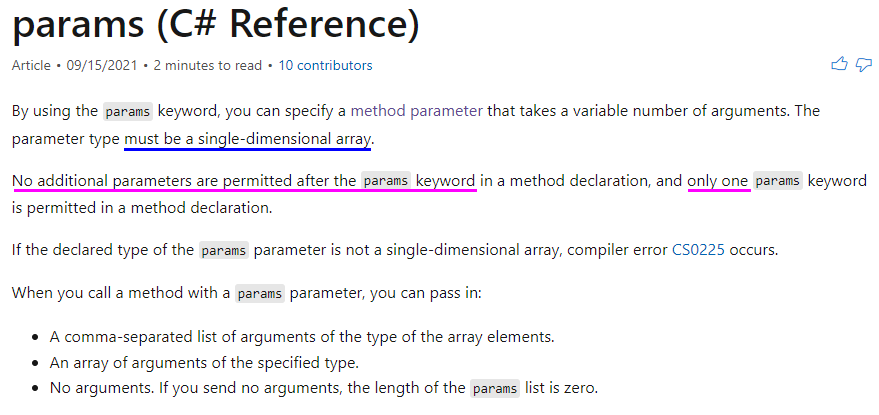 params (C# Reference)
Article • 09/15/2021 • 2 minutes to read • 10 contributors
By using the params keyword, you can specify a method parameter that takes a variable number of arguments. The
parameter type must be a single-dimensional array.
No additional parameters are permitted after the params keyword in a method declaration, and only one params keyword
is permitted in a method declaration.
If the declared type of the params parameter is not a single-dimensional array, compiler error CS0225 occurs.
When you call a method with a params parameter, you can pass in:
• A comma-separated list of arguments of the type of the array elements.
• An array of arguments of the specified type.
• No arguments. If you send no arguments, the length of the params list is zero.